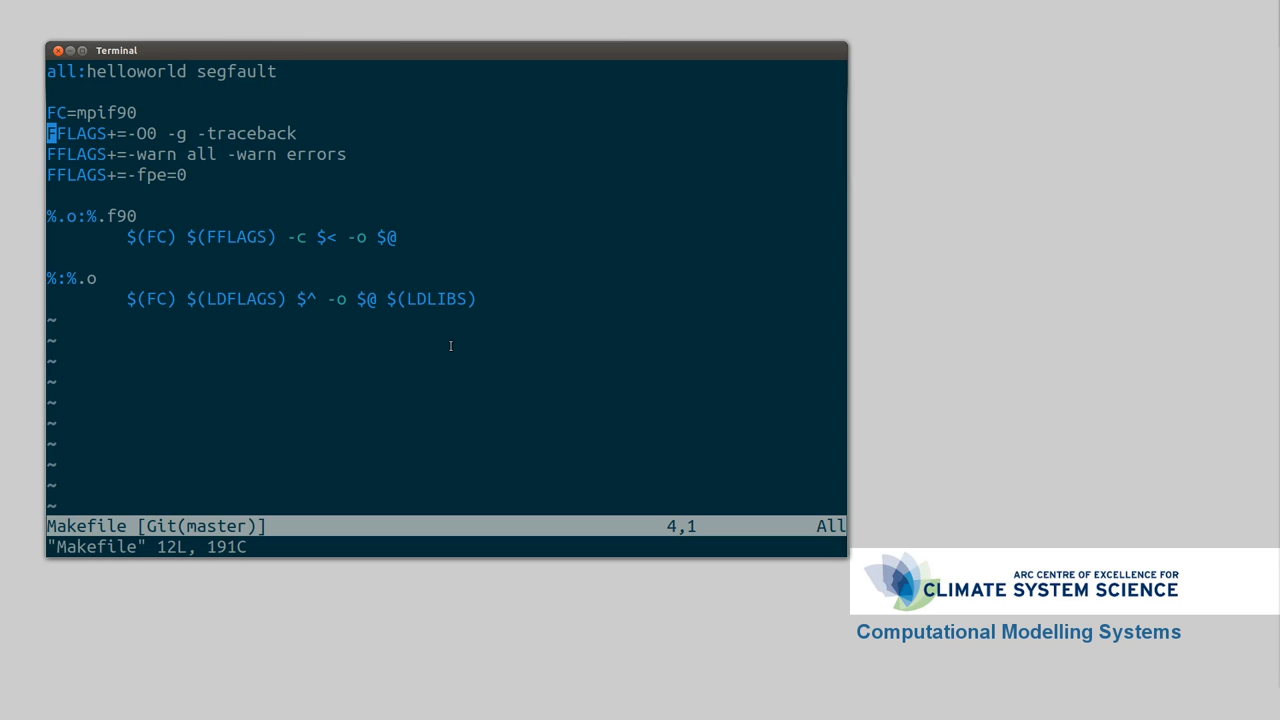 Terminal
all:helloworld segfault
FC=mpif90
FFLAGS+=-O0 -g -traceback
FFLAGS+=-warn all -warn errors
FFLAGS+=-fpe=0
%.o:%.f90
$(FC) $(FFLAGS) -c $< -o $@
%:%.o
$(FC) $(LDFLAGS) $^ -o $@ $(LDLIBS)
~
~
~
~
~
~
~
~
~
~
Makefile [Git(master)] 4,1 All
"Makefile" 12L, 191C
ARC CENTRE OF EXCELLENCE FOR
CLIMATE SYSTEM SCIENCE
Computational Modelling Systems